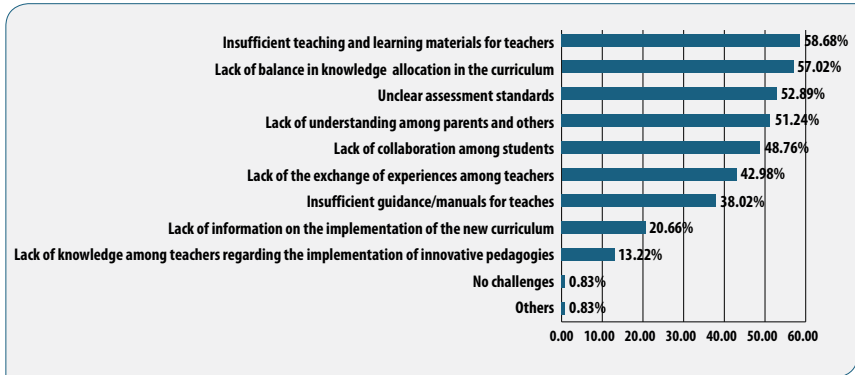 Insufficient teaching and learning materials for teachers 58.68%
Lack of balance in knowledge allocation in the curriculum 57.02%
Unclear assessment standards 52.89%
Lack of understanding among parents and others 51.24%
Lack of collaboration among students 48.76%
Lack of the exchange of experiences among teachers 42.98%
Insufficient guidance/manuals for teaches 38.02%
Lack of information on the implementation of the new curriculum 20.66%
Lack of knowledge among teachers regarding the implementation of innovative pedagogies 13.22%
No challenges 0.83%
Others 0.83%
0.00 10.00 20.00 30.00 40.00 50.00 60.00